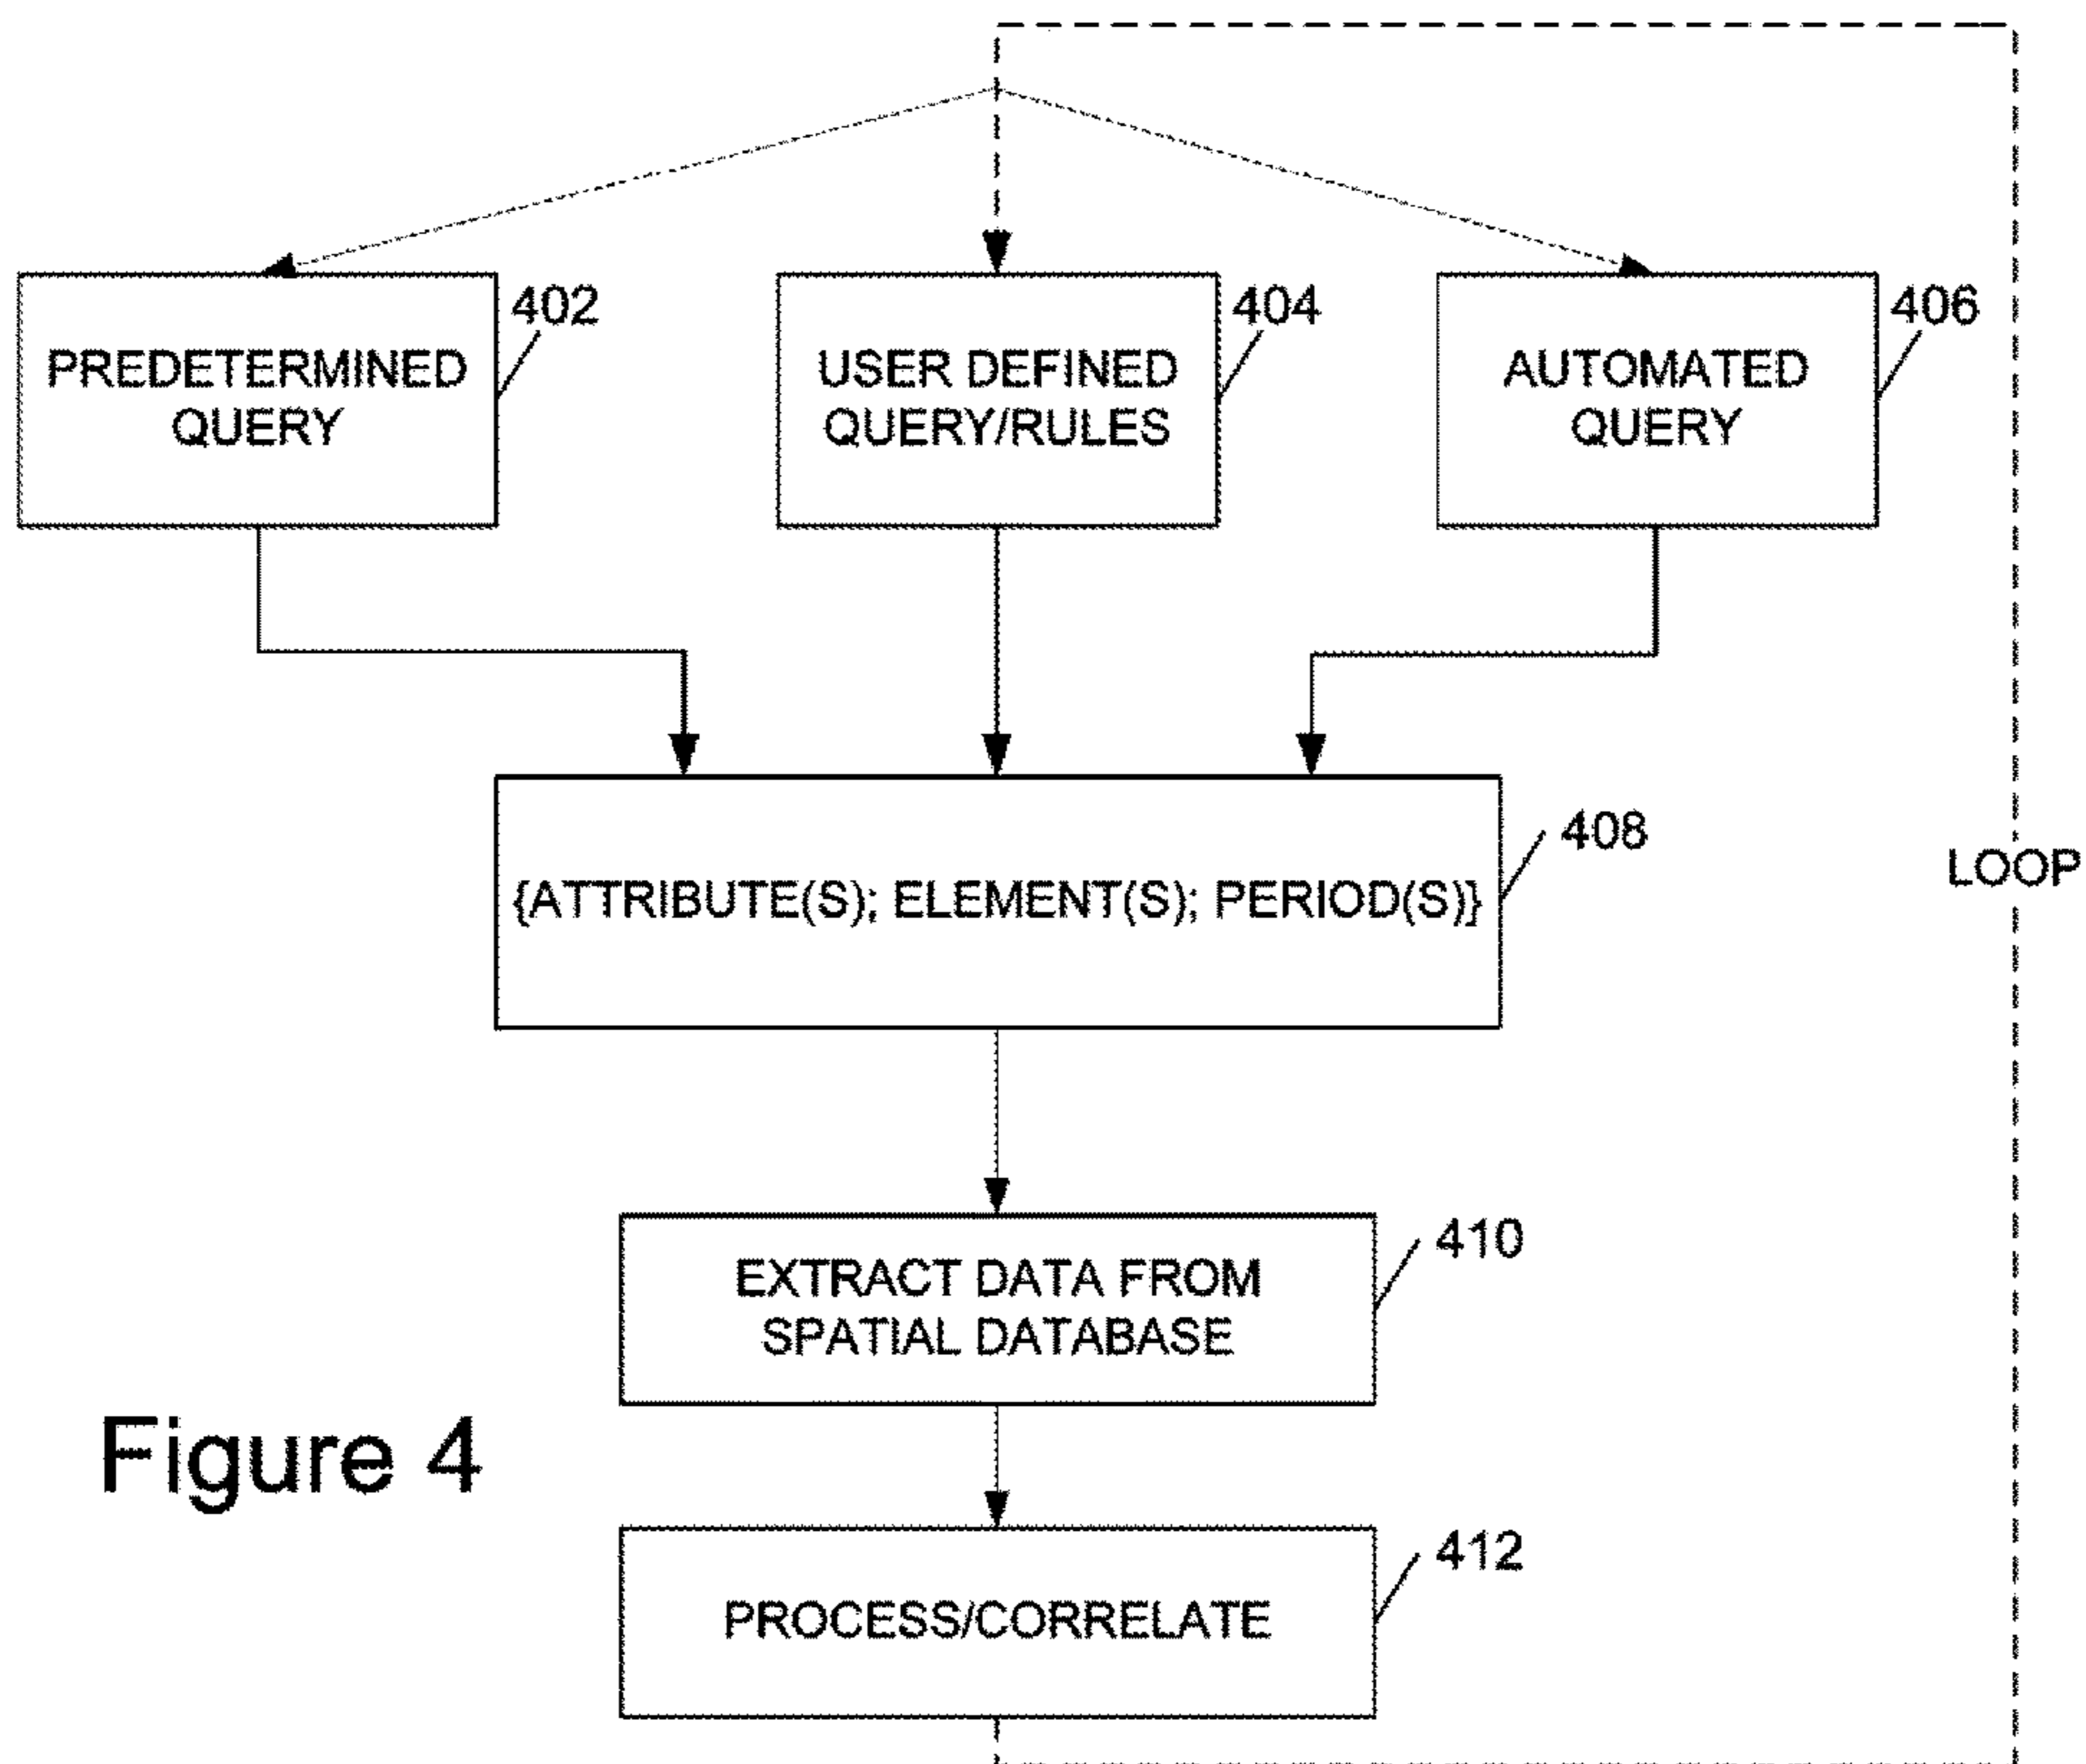 402
PREDETERMINED
QUERY
404
USER DEFINED
QUERY/RULES
406
AUTOMATED
QUERY
408
{ATTRIBUTE(S); ELEMENT(S); PERIOD(S)}
LOOP
410
EXTRACT DATA FROM
SPATIAL DATABASE
Figure 4
412
PROCESS/CORRELATE